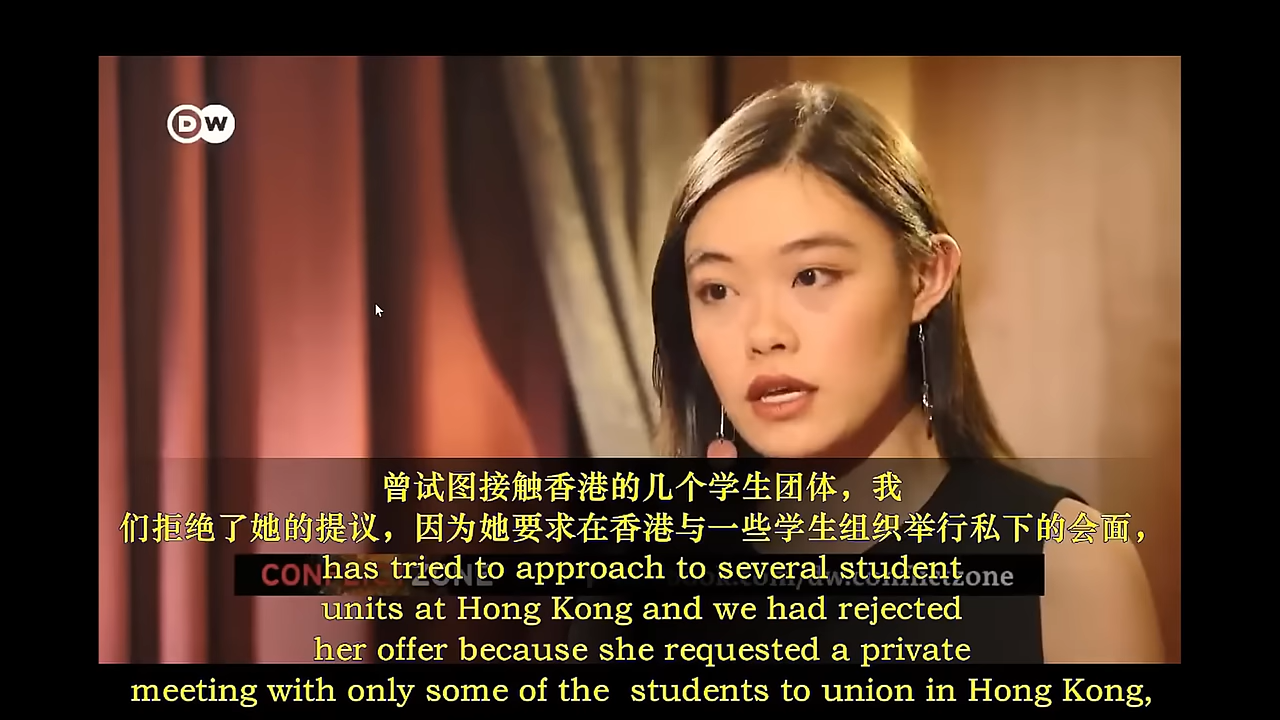 DW
曾试图接触香港的几个学生团体，我
们拒绝了她的提议，因为她要求在香港与一些学生组织举行私下的会面，
has tried to approach to several student
units at Hong Kong and we had rejected
her offer because she requested a private
meeting with only some of the  students to union in Hong Kong,